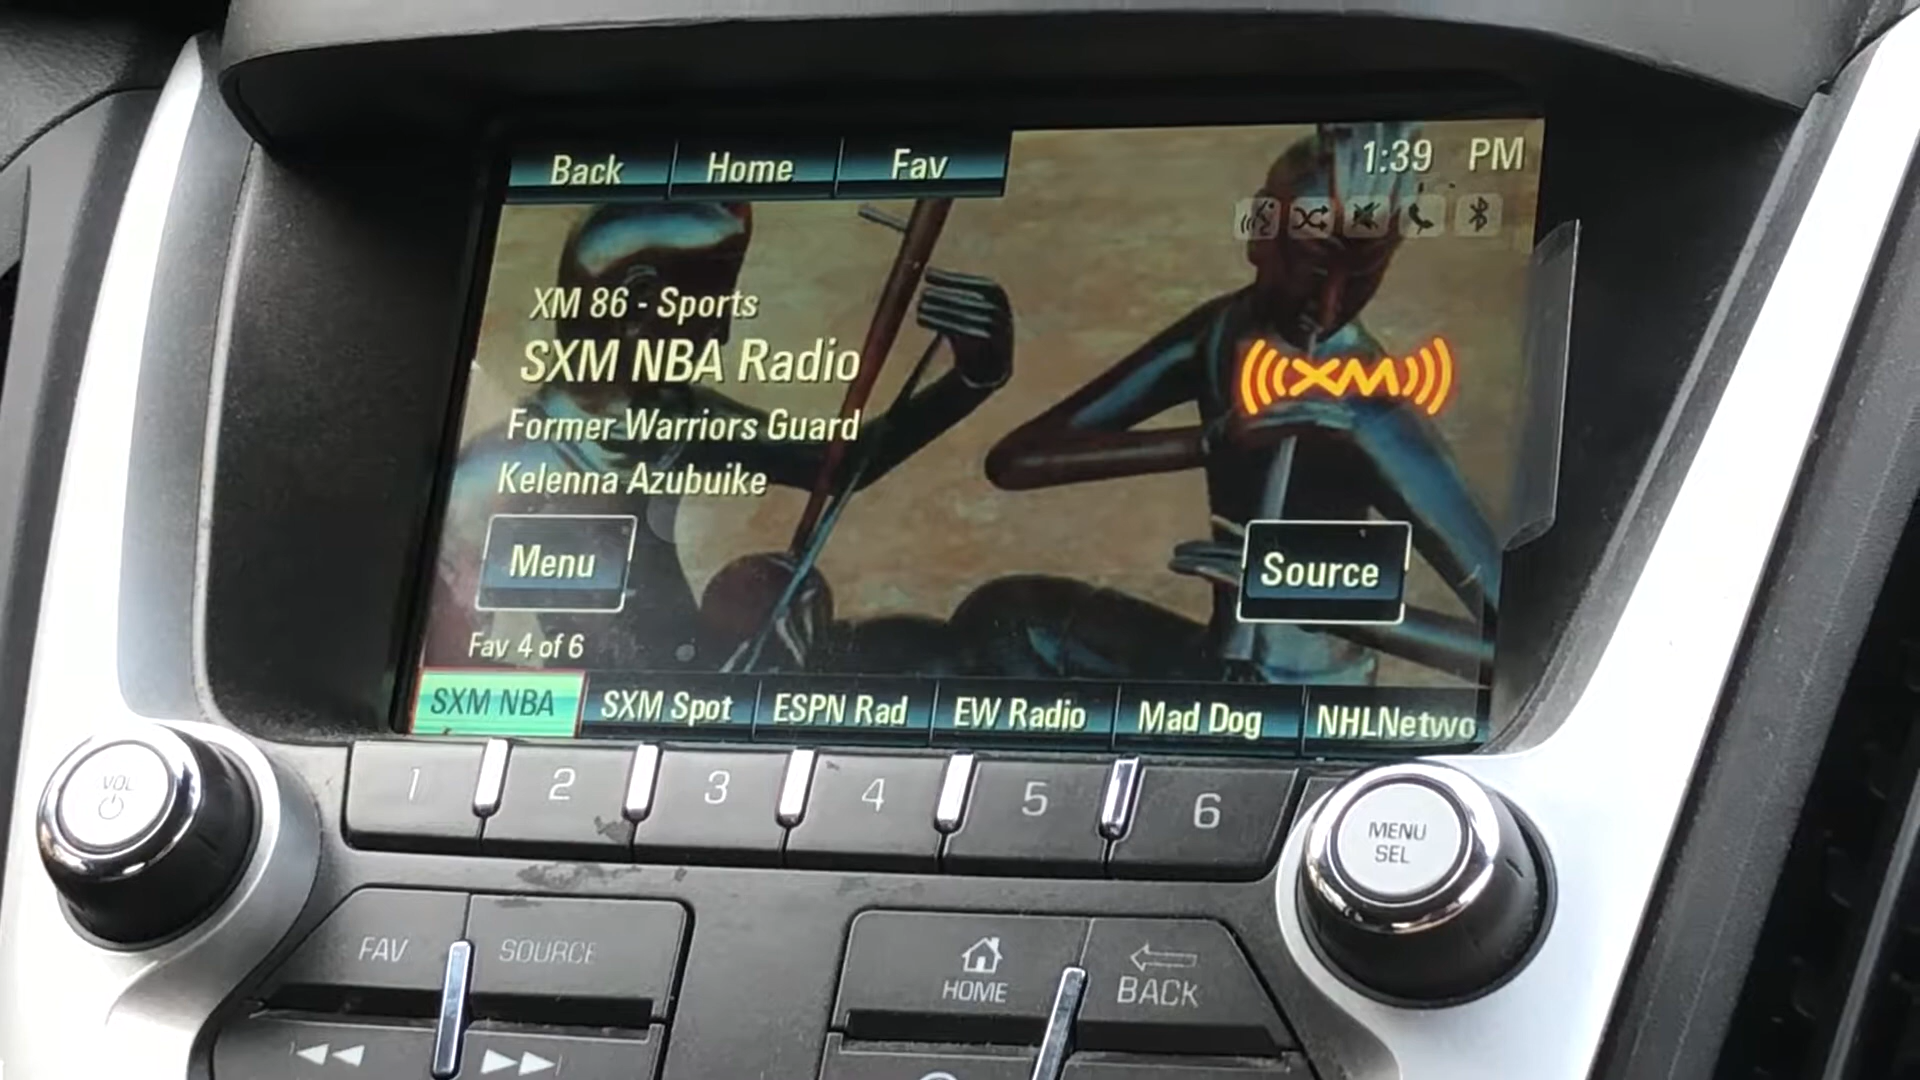 Back Home Fav
1:39 PM
XM 86 - Sports
SXM NBA Radio
Former Warriors Guard
Kelenna Azubuike
XM
Menu
Source
Fav 4 of 6
SXM NBA SXM Spot ESPN Rad EW Radio Mad Dog NHLNetwo
1 2 3 4 5 6
VOL
MENU
SEL
FAV SOURCE
HOME
BACK